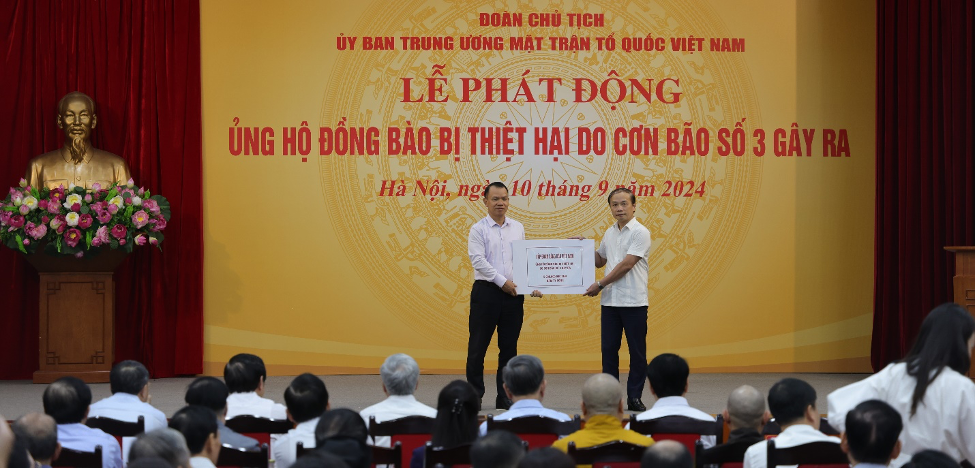 ĐOÀN CHỦ TỊCH
ỦY BAN TRUNG ƯƠNG MẶT TRẬN TỔ QUỐC VIỆT NAM
LỄ PHÁT ĐỘNG
ỦNG HỘ ĐỒNG BÀO BỊ THIỆT HẠI DO CƠN BÃO SỐ 3 GÂY RA
Hà Nội, ngày 10 tháng 9 năm 2024